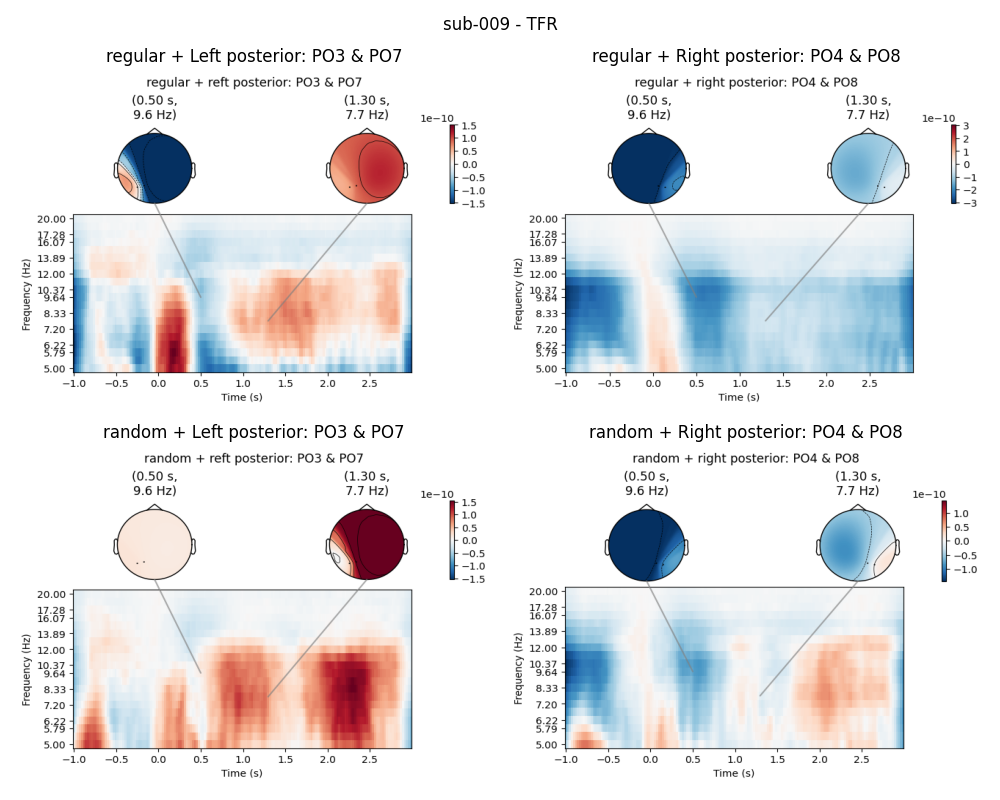 sub-009 - TFR
regular + Left posterior: PO3 & PO7
regular + reft posterior: PO3 & PO7
(0.50 s,
9.6 Hz)
(1.30 s,
7.7 Hz)
1e−10
1.5
1.0
0.5
0.0
−0.5
−1.0
−1.5
20.00
17.28
16.07
13.89
12.00
10.37
9.64
8.33
7.20
6.22
5.79
5.00
Frequency (Hz)
−1.0 −0.5 0.0 0.5 1.0 1.5 2.0 2.5
Time (s)
regular + Right posterior: PO4 & PO8
regular + right posterior: PO4 & PO8
(0.50 s,
9.6 Hz)
(1.30 s,
7.7 Hz)
1e−10
3
2
1
0
−1
−2
−3
20.00
17.28
16.07
13.89
12.00
10.37
9.64
8.33
7.20
6.22
5.79
5.00
Frequency (Hz)
−1.0 −0.5 0.0 0.5 1.0 1.5 2.0 2.5
Time (s)
random + Left posterior: PO3 & PO7
random + reft posterior: PO3 & PO7
(0.50 s,
9.6 Hz)
(1.30 s,
7.7 Hz)
1e−10
1.5
1.0
0.5
0.0
−0.5
−1.0
−1.5
20.00
17.28
16.07
13.89
12.00
10.37
9.64
8.33
7.20
6.22
5.79
5.00
Frequency (Hz)
−1.0 −0.5 0.0 0.5 1.0 1.5 2.0 2.5
Time (s)
random + Right posterior: PO4 & PO8
random + right posterior: PO4 & PO8
(0.50 s,
9.6 Hz)
(1.30 s,
7.7 Hz)
1e−10
1.0
0.5
0.0
−0.5
−1.0
20.00
17.28
16.07
13.89
12.00
10.37
9.64
8.33
7.20
6.22
5.79
5.00
Frequency (Hz)
−1.0 −0.5 0.0 0.5 1.0 1.5 2.0 2.5
Time (s)